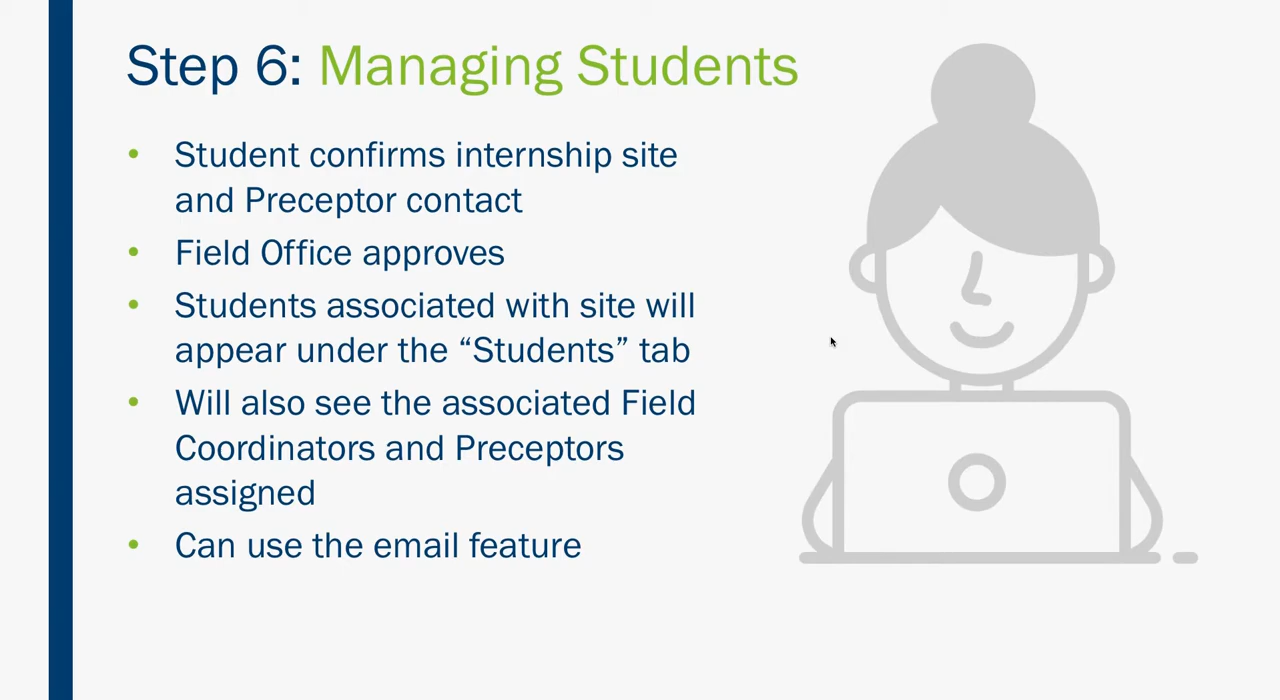 Step 6: Managing Students
• Student confirms internship site
and Preceptor contact
• Field Office approves
• Students associated with site will
appear under the “Students” tab
• Will also see the associated Field
Coordinators and Preceptors
assigned
• Can use the email feature